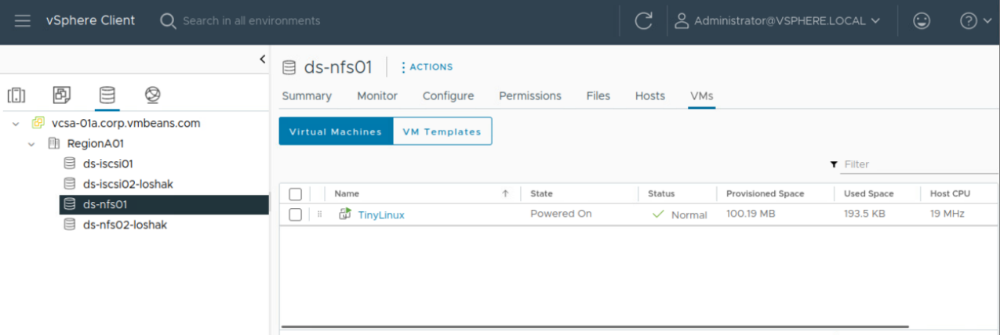 vSphere Client Search in all environments Administrator@VSPHERE.LOCAL
vcsa-01a.corp.vmbeans.com
RegionA01
ds-iscsi01
ds-iscsi02-loshak
ds-nfs01
ds-nfs02-loshak
ds-nfs01 ACTIONS
Summary Monitor Configure Permissions Files Hosts VMs
Virtual Machines VM Templates
Filter
Name State Status Provisioned Space Used Space Host CPU
TinyLinux Powered On Normal 100.19 MB 193.5 KB 19 MHz